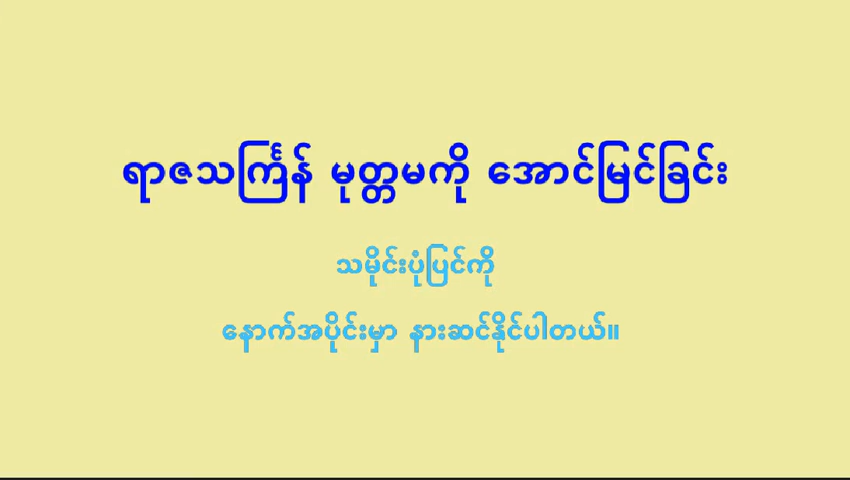 ရာဇသင်္ကြန် မုတ္တမကို အောင်မြင်ခြင်း
သမိုင်းပုံပြင်ကို
နောက်အပိုင်းမှာ နားဆင်နိုင်ပါတယ်။